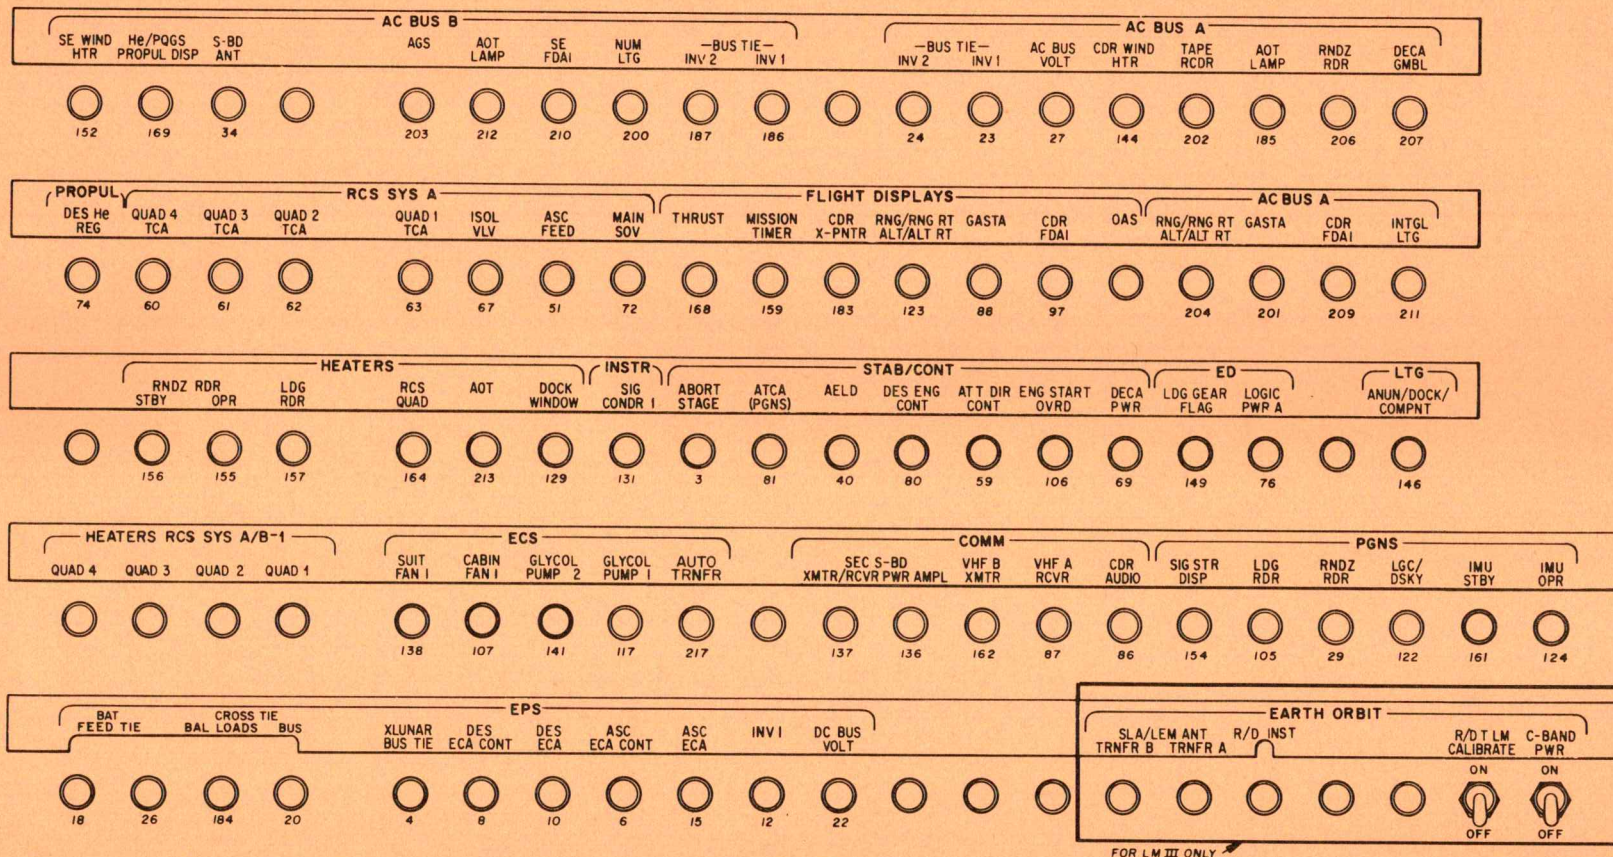 AC BUS B
AC BUS A
SE WIND HTR
He/PQGS PROPUL DISP
S-BD ANT
AGS
AOT LAMP
SE FDAI
NUM LTG
—BUS TIE—
INV 2
INV 1
—BUS TIE—
INV 2
INV 1
AC BUS VOLT
CDR WIND HTR
TAPE RCDR
AOT LAMP
RNDZ RDR
DECA GMBL
152 169 34 203 212 210 200 187 186 24 23 27 144 202 185 206 207
PROPUL
RCS SYS A
FLIGHT DISPLAYS
AC BUS A
DES He REG
QUAD 4 TCA
QUAD 3 TCA
QUAD 2 TCA
QUAD 1 TCA
ISOL VLV
ASC FEED
MAIN SOV
THRUST
MISSION TIMER
CDR X-PNTR
RNG/RNG RT ALT/ALT RT
GASTA
CDR FDAI
OAS
RNG/RNG RT ALT/ALT RT
GASTA
CDR FDAI
INTGL LTG
74 60 61 62 63 67 51 72 168 159 183 123 88 97 204 201 209 211
HEATERS
INSTR
STAB/CONT
ED
LTG
RNDZ RDR
STBY
OPR
LDG RDR
RCS QUAD
AOT
DOCK WINDOW
SIG CONDR 1
ABORT STAGE
ATCA (PGNS)
AELD
DES ENG CONT
ATT DIR CONT
ENG START OVRD
DECA PWR
LDG GEAR FLAG
LOGIC PWR A
ANUN/DOCK/ COMPNT
156 155 157 164 213 129 131 3 81 40 80 59 106 69 149 76 146
HEATERS RCS SYS A/B-1
ECS
COMM
PGNS
QUAD 4
QUAD 3
QUAD 2
QUAD 1
SUIT FAN 1
CABIN FAN 1
GLYCOL PUMP 2
GLYCOL PUMP 1
AUTO TRNFR
SEC S-BD
XMTR/RCVR
PWR AMPL
VHF B XMTR
VHF A RCVR
CDR AUDIO
SIG STR DISP
LDG RDR
RNDZ RDR
LGC/ DSKY
IMU STBY
IMU OPR
138 107 141 117 217 137 136 162 87 86 154 105 29 122 161 124
EPS
EARTH ORBIT
BAT FEED TIE
CROSS TIE
BAL LOADS
BUS
XLUNAR BUS TIE
DES ECA CONT
DES ECA
ASC ECA CONT
ASC ECA
INV 1
DC BUS VOLT
SLA/LEM ANT
TRNFR B
TRNFR A
R/D INST
R/D TLM CALIBRATE
C-BAND PWR
ON
ON
18 26 184 20 4 8 10 6 15 12 22
OFF
OFF
FOR LM III ONLY